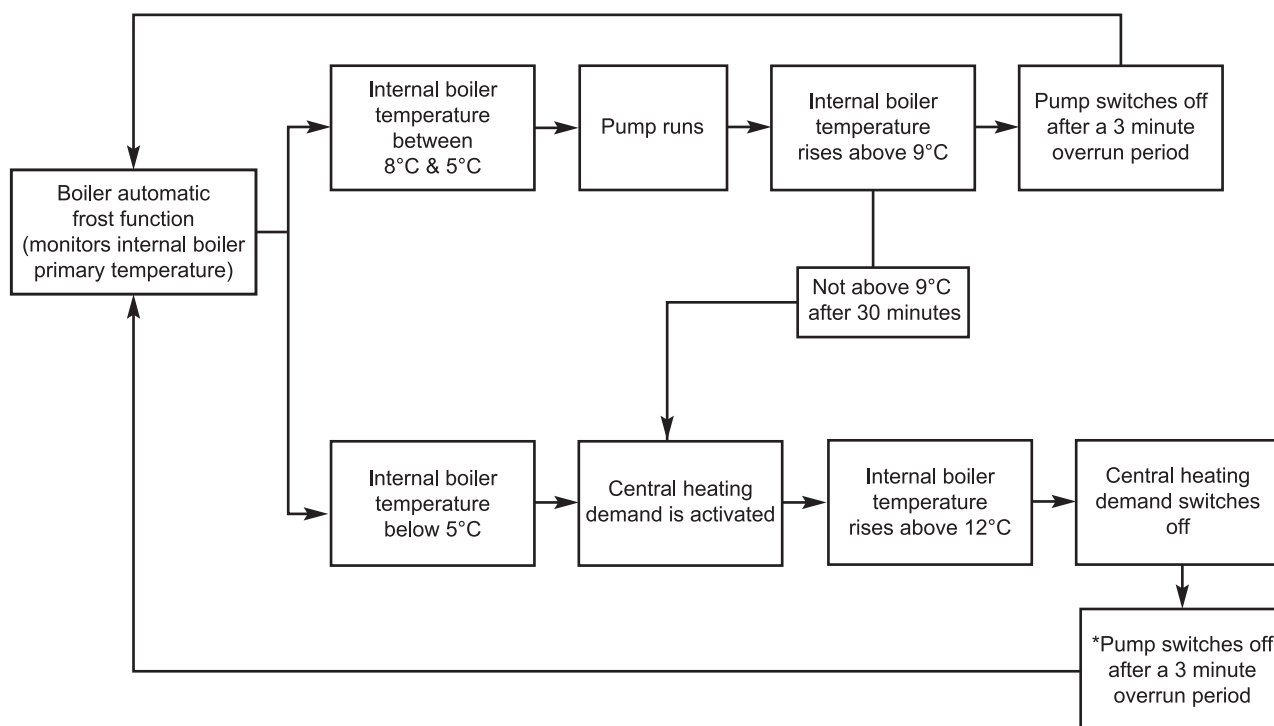 Boiler automatic
frost function
(monitors internal boiler
primary temperature)
Internal boiler
temperature
between
8°C & 5°C
Pump runs
Internal boiler
temperature
rises above 9°C
Pump switches off
after a 3 minute
overrun period
Not above 9°C
after 30 minutes
Internal boiler
temperature
below 5°C
Central heating
demand is activated
Internal boiler
temperature
rises above 12°C
Central heating
demand switches
off
*Pump switches off
after a 3 minute
overrun period